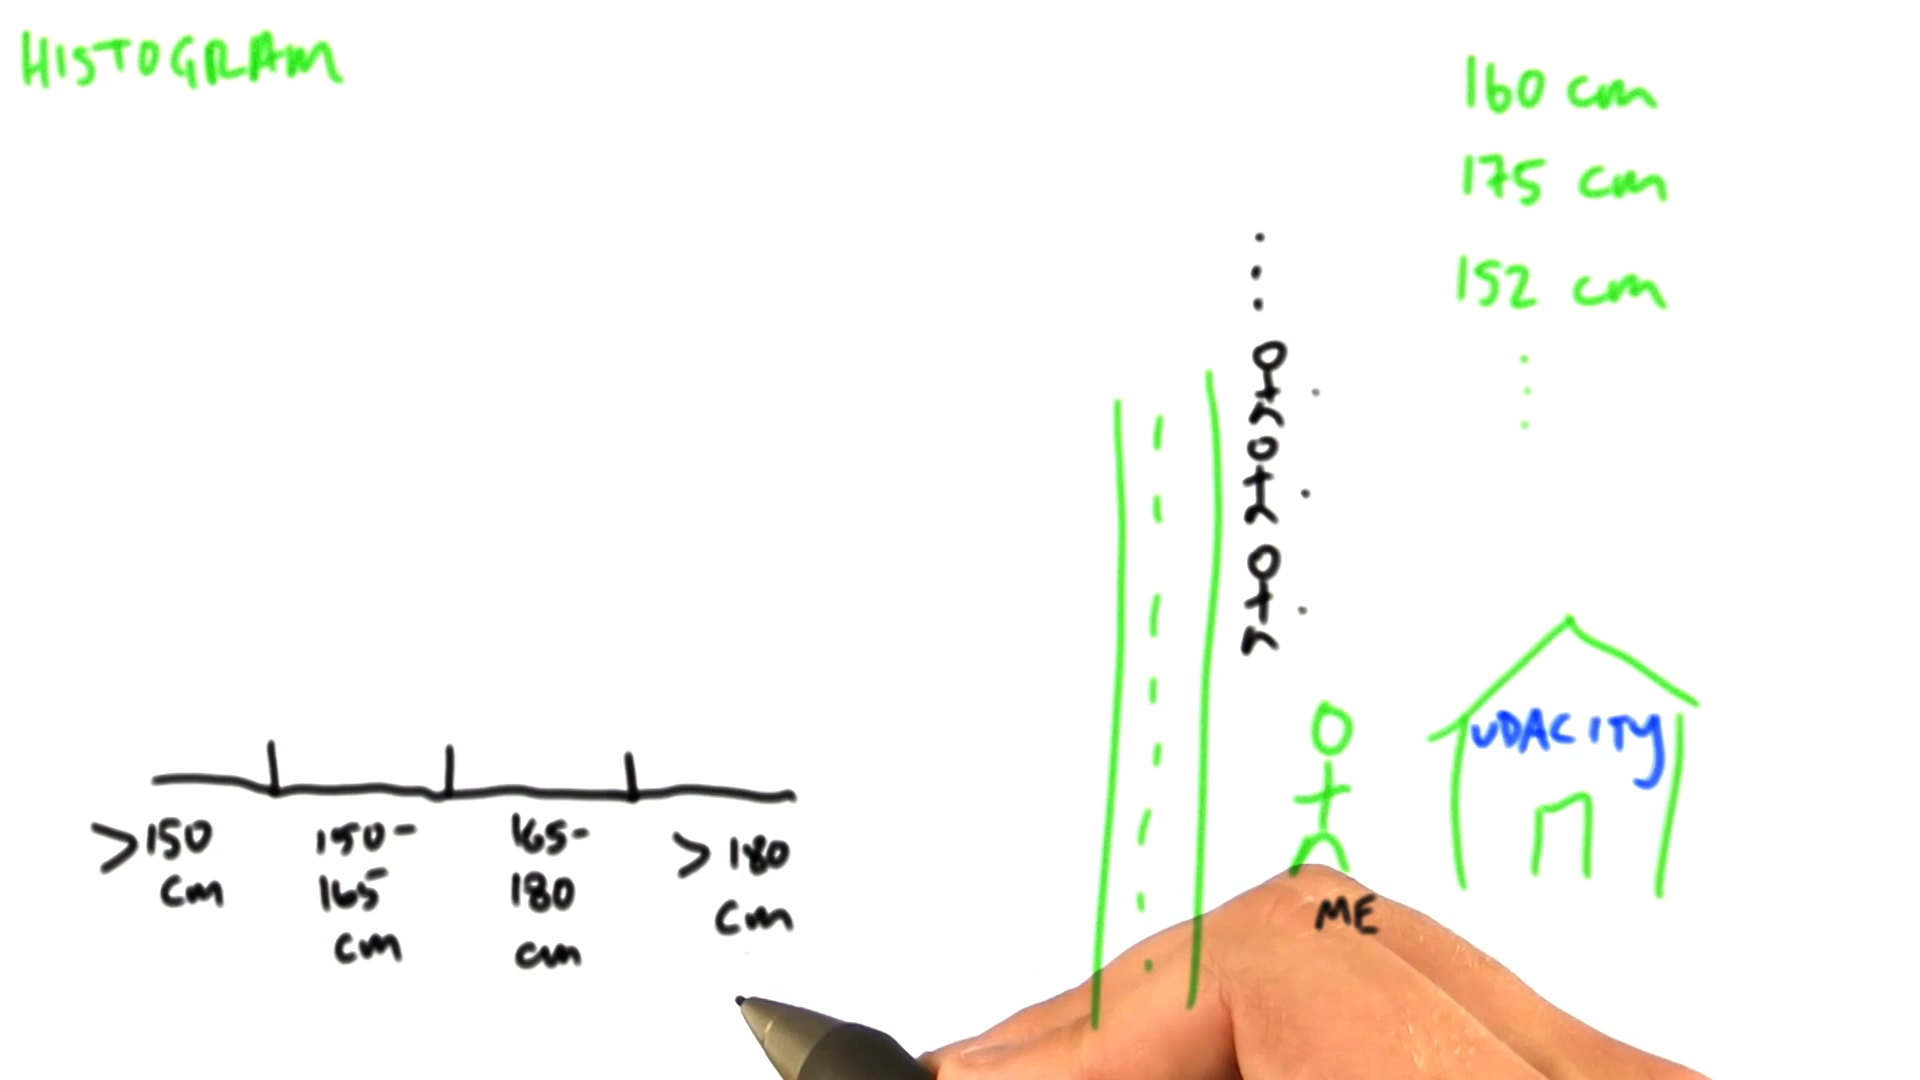 HISTOGRAM
160 cm
175 cm
152 cm
UDACITY
ME
>150
cm
150-
165
cm
165-
180
cm
>180
cm